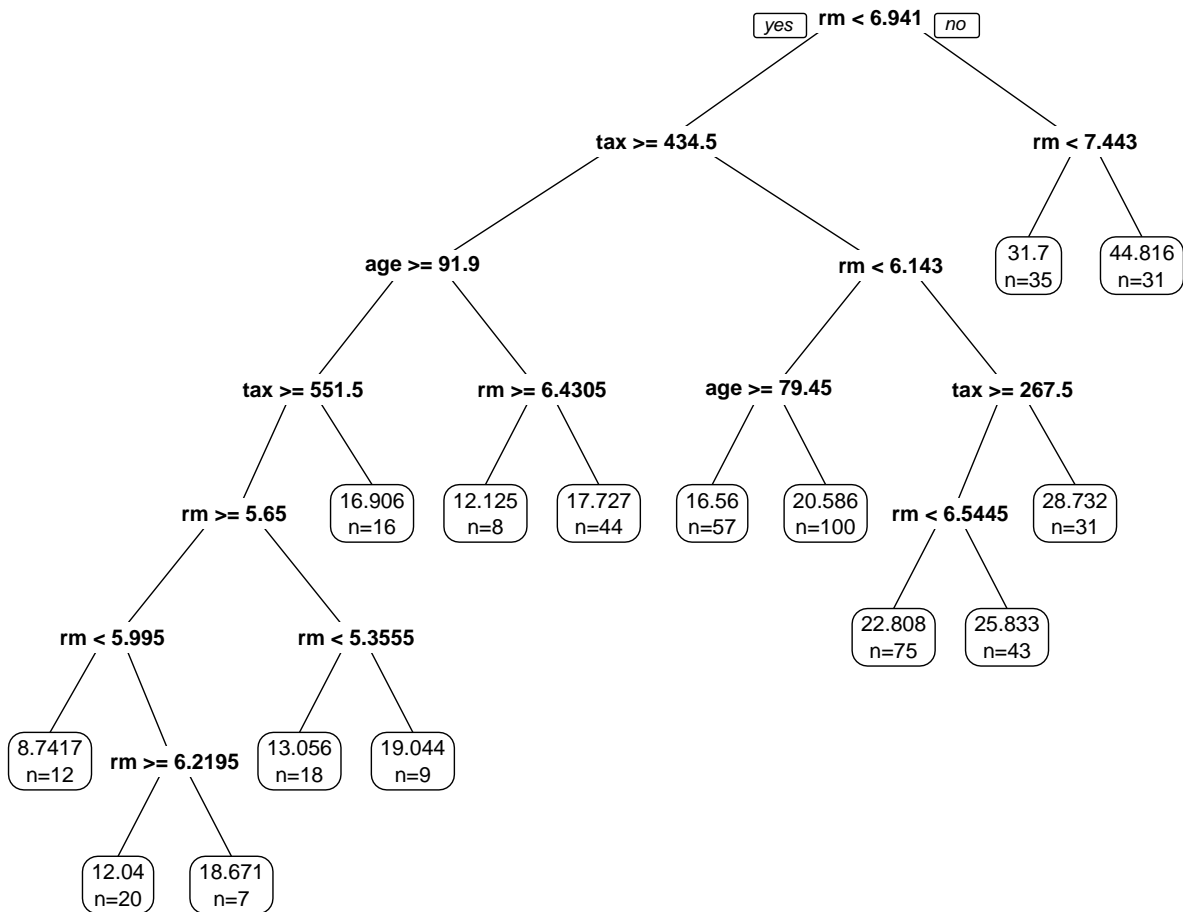 yes rm < 6.941 no
tax >= 434.5
rm < 7.443
age >= 91.9
rm < 6.143
31.7
n=35
44.816
n=31
tax >= 551.5
rm >= 6.4305
age >= 79.45
tax >= 267.5
rm >= 5.65
16.906
n=16
12.125
n=8
17.727
n=44
16.56
n=57
20.586
n=100
rm < 6.5445
28.732
n=31
rm < 5.995
rm < 5.3555
22.808
n=75
25.833
n=43
8.7417
n=12
rm >= 6.2195
13.056
n=18
19.044
n=9
12.04
n=20
18.671
n=7